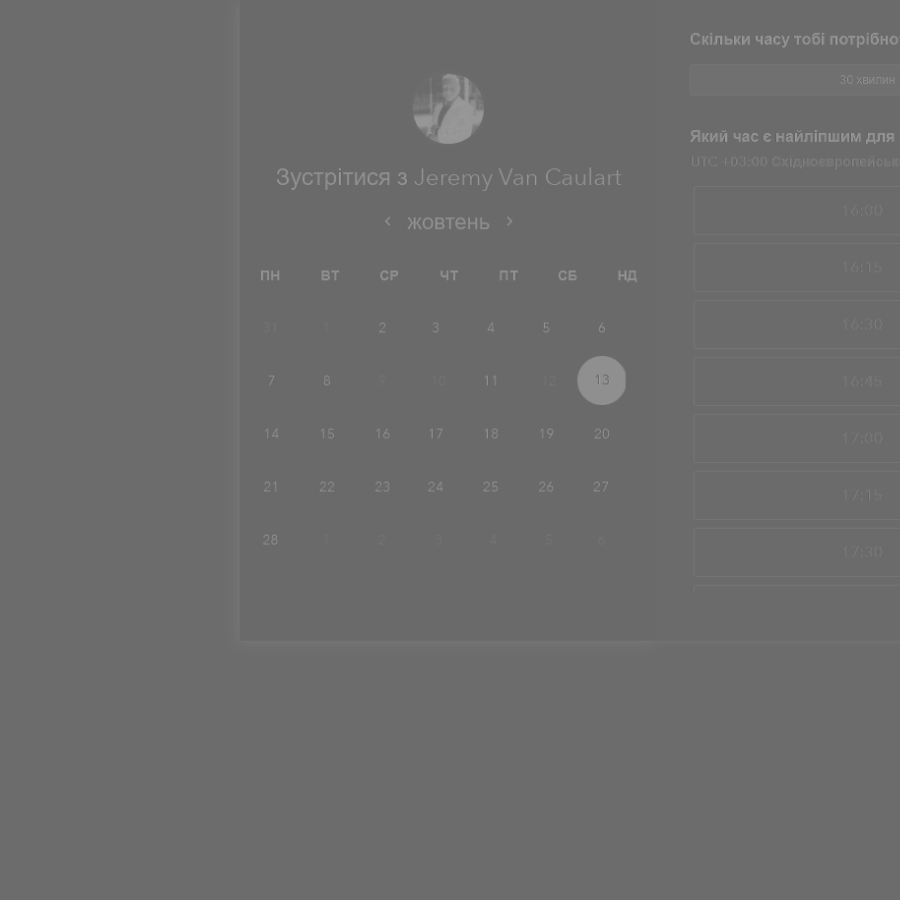 Зустрітися з Jeremy Van Caulart
жовтень
ПН ВТ СР ЧТ ПТ СБ НД
31 1 2 3 4 5 6
7 8 9 10 11 12 13
14 15 16 17 18 19 20
21 22 23 24 25 26 27
28 1 2 3 4 5 6
Скільки часу тобі потрібно
30 хвилин
Який час є найліпшим для
UTC +03:00
16:00
16:15
16:30
16:45
17:00
17:15
17:30